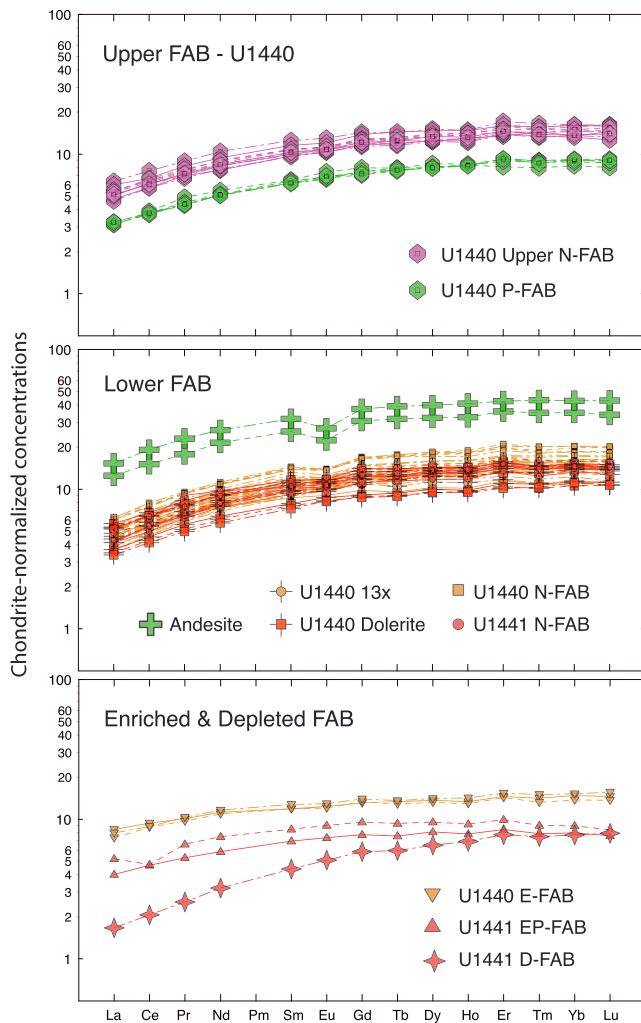 Chondrite-normalized concentrations
100
60
50
40
30
20
10
6
5
4
3
2
1
Upper FAB - U1440
U1440 Upper N-FAB
U1440 P-FAB
100
60
50
40
30
20
10
6
5
4
3
2
1
Lower FAB
U1440 13x
U1440 N-FAB
Andesite
U1440 Dolerite
U1441 N-FAB
100
60
50
40
30
20
10
6
5
4
3
2
1
Enriched & Depleted FAB
U1440 E-FAB
U1441 EP-FAB
U1441 D-FAB
La Ce Pr Nd Pm Sm Eu Gd Tb Dy Ho Er Tm Yb Lu